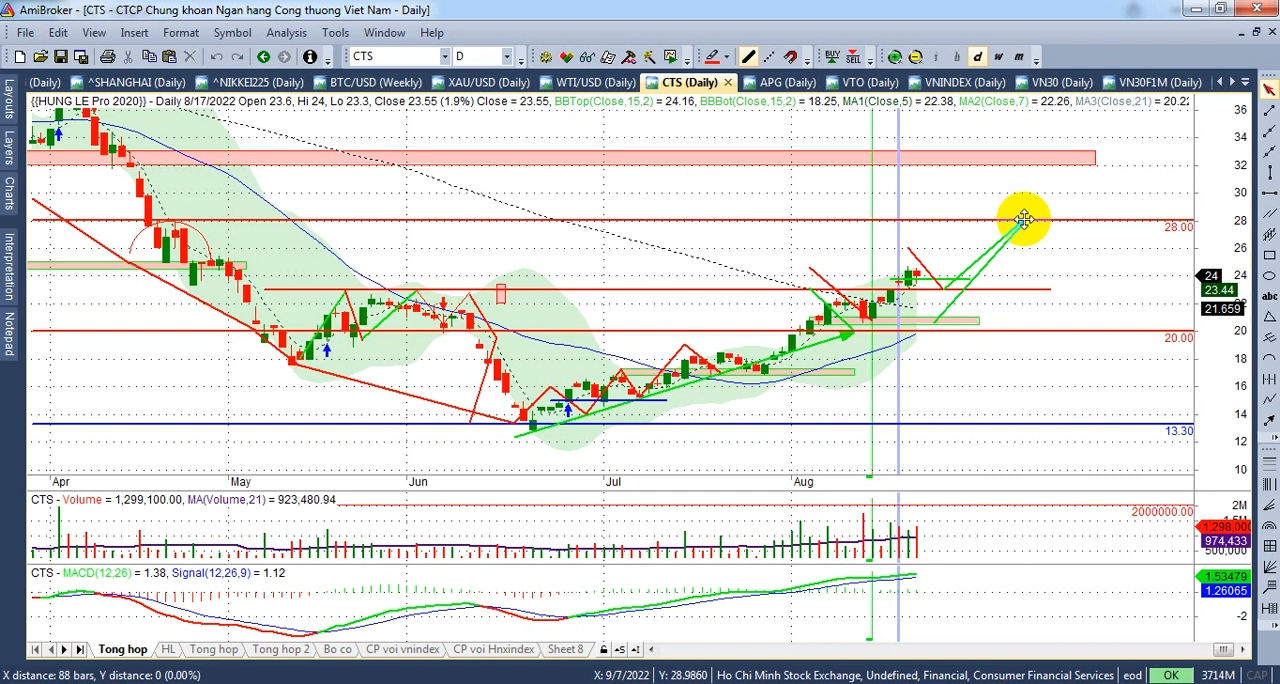 AmiBroker - [CTS - CTCP Chung khoan Ngan hang Cong thuong Viet Nam - Daily]
File Edit View Insert Format Symbol Analysis Tools Window Help
CTS D BUY SELL i h d w m
(Daily) ^SHANGHAI (Daily) ^NIKKEI225 (Daily) BTC/USD (Weekly) XAU/USD (Daily) WTI/USD (Daily) CTS (Daily) APG (Daily) VTO (Daily) VNINDEX (Daily) VN30 (Daily) VN30F1M (Daily)
Layouts
Layers
Charts
Interpretation
Notepad
{{HUNG LE Pro 2020}} - Daily 8/17/2022 Open 23.6, Hi 24, Lo 23.3, Close 23.55 (1.9%) Close = 23.55, BBTop(Close,15,2) = 24.16, BBBot(Close,15,2) = 18.25, MA1(Close,5) = 22.38, MA2(Close,7) = 22.26, MA3(Close,21) = 20.22
36
34
32
30
28
28.00
26
24
24
23.44
22
21.659
20
20.00
18
16
14
13.30
12
10
Apr May Jun Jul Aug
abc
CTS - Volume = 1,299,100.00, MA(Volume,21) = 923,480.94
2M
2000000.00
1,298,000
974,433
500,000
CTS - MACD(12,26) = 1.38, Signal(12,26,9) = 1.12
1.53479
1.26065
-2
Tong hop HL Tong hop Tong hop 2 Bo co CP voi vnindex CP voi Hnxindex Sheet 8
X distance: 88 bars, Y distance: 0 (0.00%) X: 9/7/2022 Y: 28.9860 Ho Chi Minh Stock Exchange, Undefined, Financial, Consumer Financial Services eod OK 3714M CAP